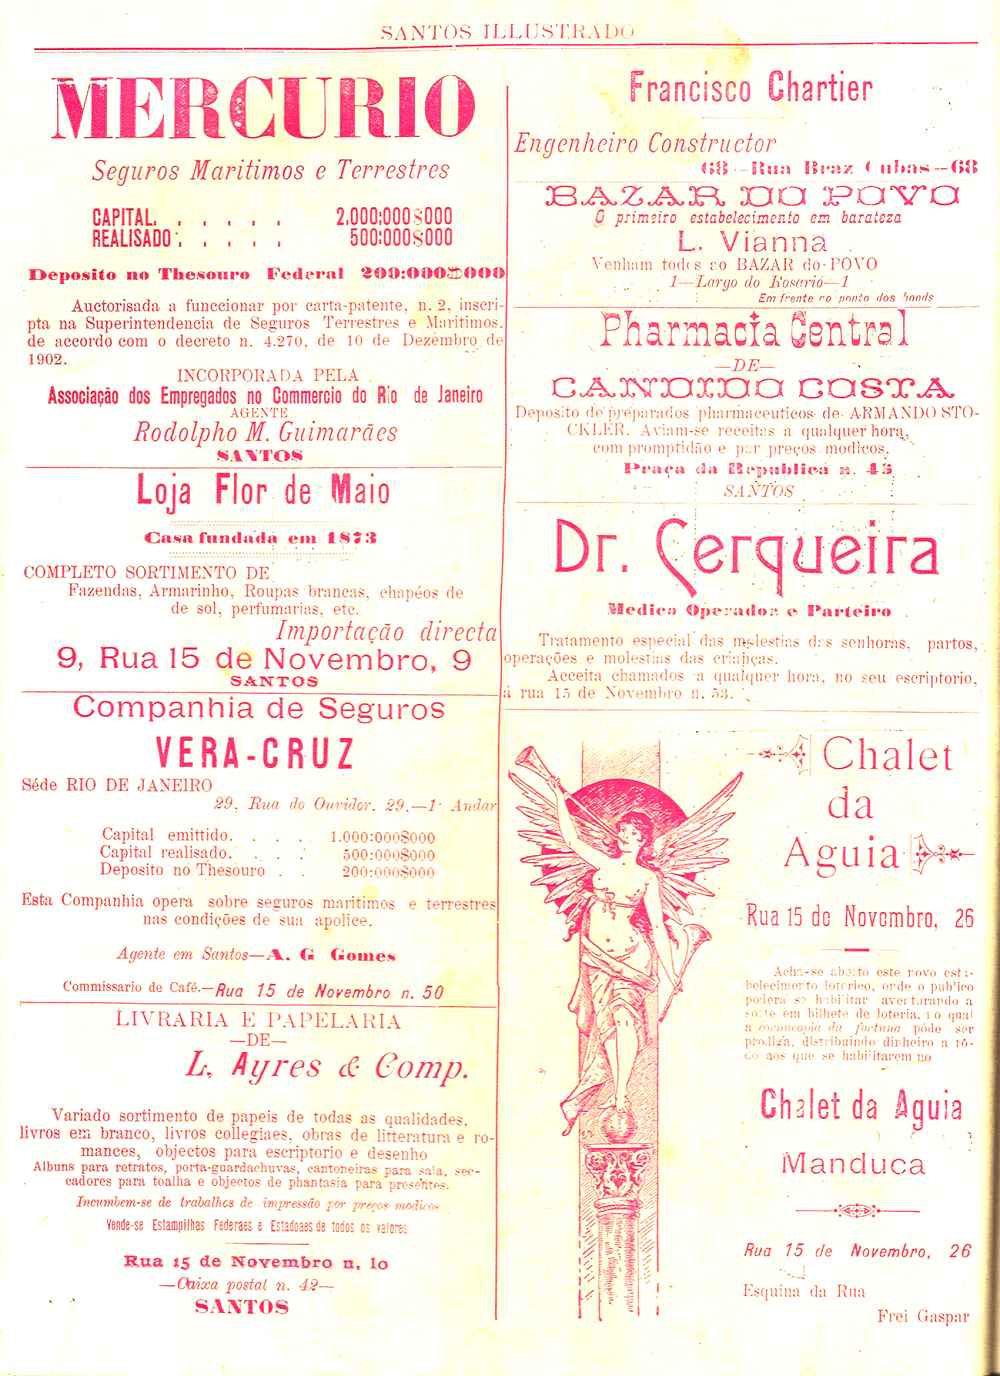 SANTOS ILLUSTRADO
MERCURIO
Seguros Maritimos e Terrestres
CAPITAL. . . . . . 2.000:000$000
REALISADO . . . . . 500:000$000
Deposito no Thesouro Federal 200:000$000
Auctorisada a funccionar por carta-patente, n. 2, inscri-
pta na Superintendencia de Seguros Terrestres e Maritimos,
de accordo com o decreto n. 4.270, de 10 de Dezembro de
1902.
INCORPORADA PELA
Associação dos Empregados no Commercio do Rio de Janeiro
AGENTE
Rodolpho M. Guimarães
SANTOS
Loja Flor de Maio
Casa fundada em 1873
COMPLETO SORTIMENTO DE
Fazendas, Armarinho, Roupas brancas, chapéos de
de sol, perfumarias, etc.
Importação directa
9, Rua 15 de Novembro, 9
SANTOS
Companhia de Seguros
VERA-CRUZ
Séde RIO DE JANEIRO
29, Rua do Ouvidor, 29,—1º Andar
Capital emittido. . . . 1.000:000$000
Capital realisado. . . . 500:000$000
Deposito no Thesouro . . 200:000$000
Esta Companhia opera sobre seguros maritimos e terrestres
nas condições de sua apolice.
Agente em Santos—A. G Gomes
Commissario de Café.—Rua 15 de Novembro n. 50
LIVRARIA E PAPELARIA
—DE—
L. Ayres & Comp.
Variado sortimento de papeis de todas as qualidades,
livros em branco, livros collegiaes, obras de litteratura e ro-
mances, objectos para escriptorio e desenho
Albuns para retratos, porta-guardachuvas, cantoneiras para sala, sec-
cadores para toalha e objectos de phantasia para presentes.
Incumbem-se de trabalhos de impressão por preços modicos
Vende-se Estampilhas Federaes e Estadoaes de todos os valores
Rua 15 de Novembro n. 10
—Caixa postal n. 42—
SANTOS
Francisco Chartier
Engenheiro Constructor
68—Rua Braz Cubas—68
BAZAR DO POVO
O primeiro estabelecimento em barateza
L. Vianna
Venham todos ao BAZAR do POVO
1—Largo do Rosario—1
Em frente ao ponto dos bonds
Pharmacia Central
—DE—
CANDIDO COSTA
Deposito de preparados pharmaceuticos de ARMANDO STO-
CKLER. Aviam-se receitas a qualquer hora,
com promptidão e por preços modicos.
Praça da Republica n. 45
SANTOS
Dr. Cerqueira
Medico Operador e Parteiro
Tratamento especial das molestias das senhoras, partos,
operações e molestias das crianças.
Acceita chamados a qualquer hora, no seu escriptorio,
á rua 15 de Novembro n. 53.
Chalet
da
Aguia
Rua 15 de Novembro, 26
Acha-se aberto este novo esta-
belecimento loterico, onde o publico
poderá se habilitar aventurando a
sorte em bilhete de loteria, no qual
a cornucopia da fortuna póde ser
prodiga, distribuindo dinheiro a ró-
do aos que se habilitarem no
Chalet da Aguia
Manduca
Rua 15 de Novembro, 26
Esquina da Rua
Frei Gaspar